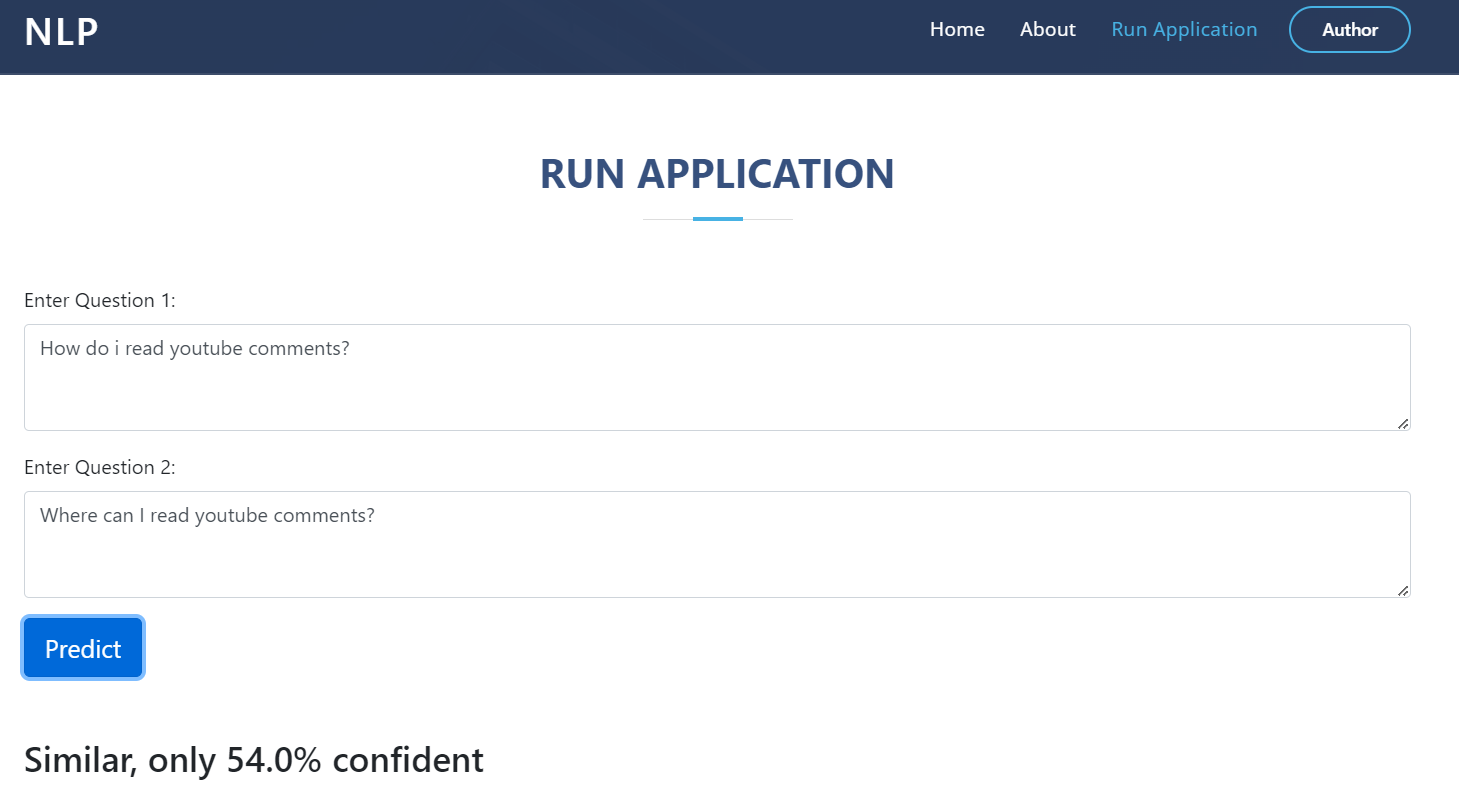 NLP
Home About Run Application Author
RUN APPLICATION
Enter Question 1:
How do i read youtube comments?
Enter Question 2:
Where can I read youtube comments?
Predict
Similar, only 54.0% confident